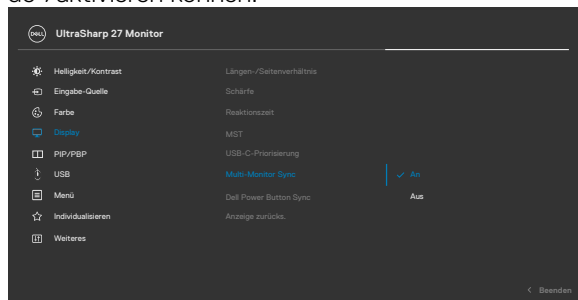 DELL UltraSharp 27 Monitor
Helligkeit/Kontrast
Eingabe-Quelle
Farbe
Display
PIP/PBP
USB
Menü
Individualisieren
Weiteres
Längen-/Seitenverhältnis
Schärfe
Reaktionszeit
MST
USB-C-Priorisierung
Multi-Monitor Sync
Dell Power Button Sync
Anzeige zurücks.
An
Aus
Beenden